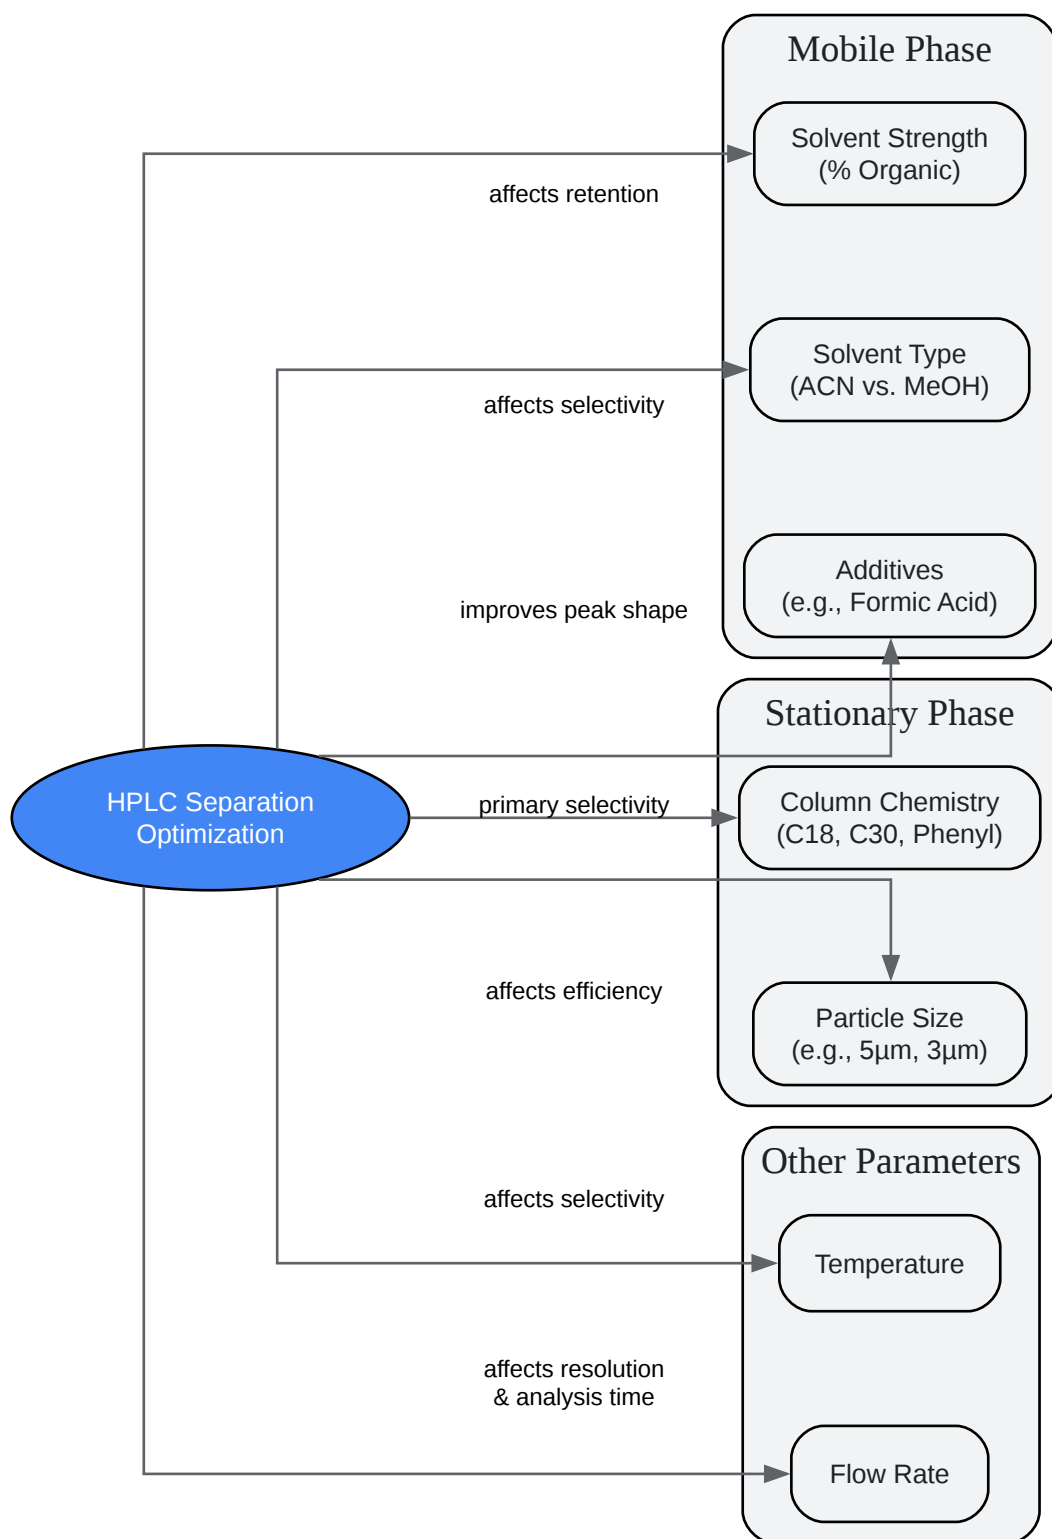 Mobile Phase
Solvent Strength
(% Organic)
affects retention
Solvent Type
(ACN vs. MeOH)
affects selectivity
Additives
(e.g., Formic Acid)
improves peak shape
Stationary Phase
HPLC Separation
Optimization
primary selectivity
Column Chemistry
(C18, C30, Phenyl)
affects efficiency
Particle Size
(e.g., 5µm, 3µm)
Other Parameters
affects selectivity
Temperature
affects resolution
& analysis time
Flow Rate